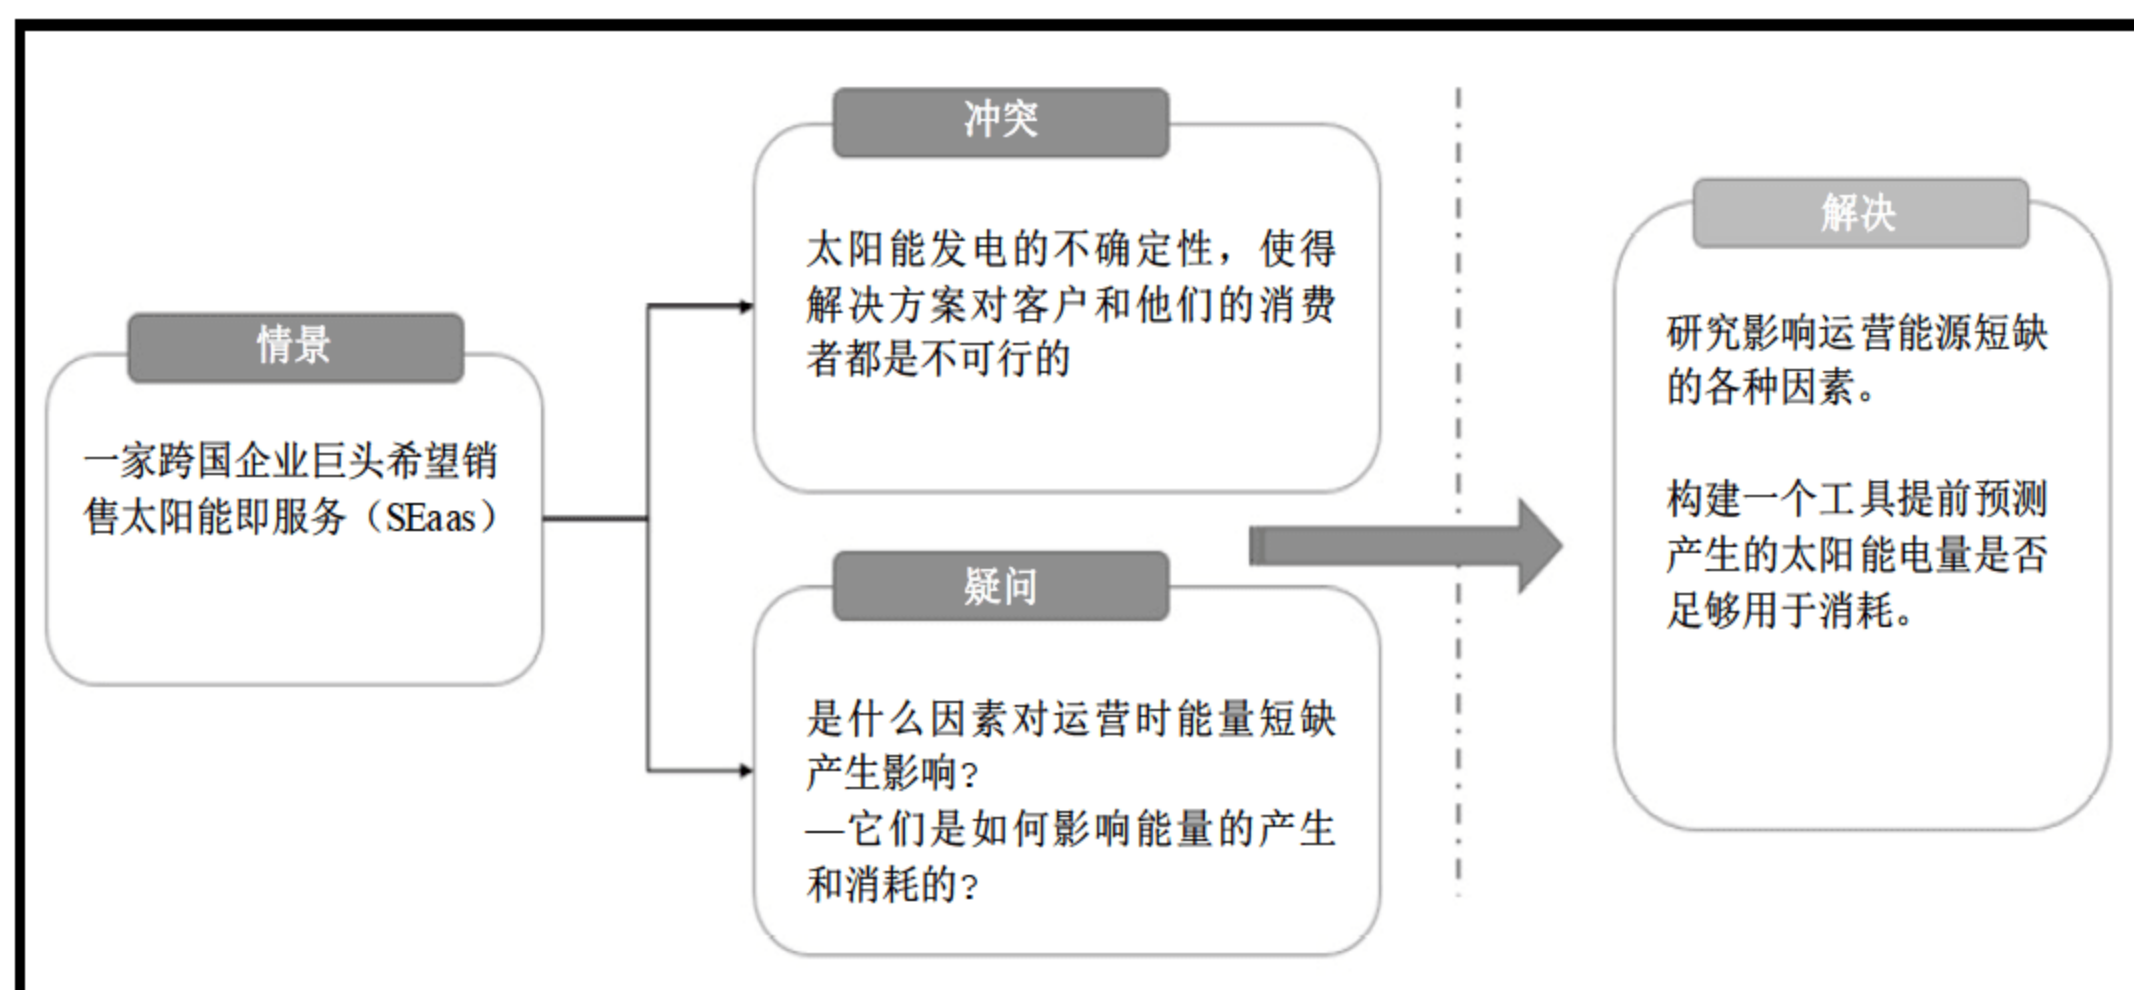 情景
一家跨国企业巨头希望销
售太阳能即服务（SEaas）
冲突
太阳能发电的不确定性，使得
解决方案对客户和他们的消费
者都是不可行的
疑问
是什么因素对运营时能量短缺
产生影响?
—它们是如何影响能量的产生
和消耗的?
解决
研究影响运营能源短缺
的各种因素。
构建一个工具提前预测
产生的太阳能电量是否
足够用于消耗。